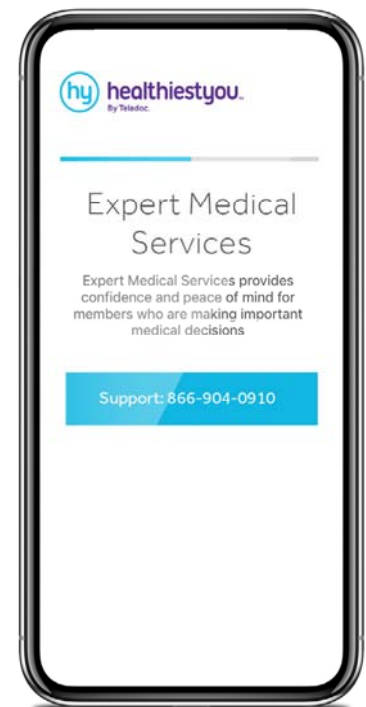 hy healthiestyou™
By Teladoc.
Expert Medical
Services
Expert Medical Services provides
confidence and peace of mind for
members who are making important
medical decisions
Support: 866-904-0910